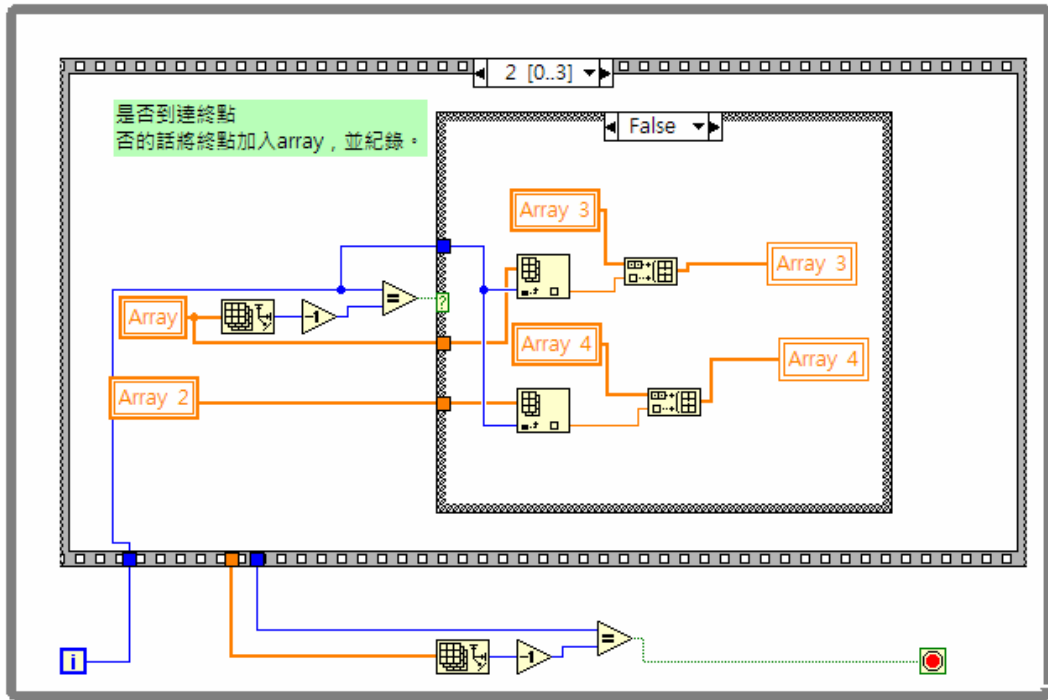 2 [0..3]
是否到達終點
否的話將終點加入array，並紀錄。
False
Array 3
Array 3
Array
-1
=
?
Array 4
Array 4
Array 2
i
-1
=